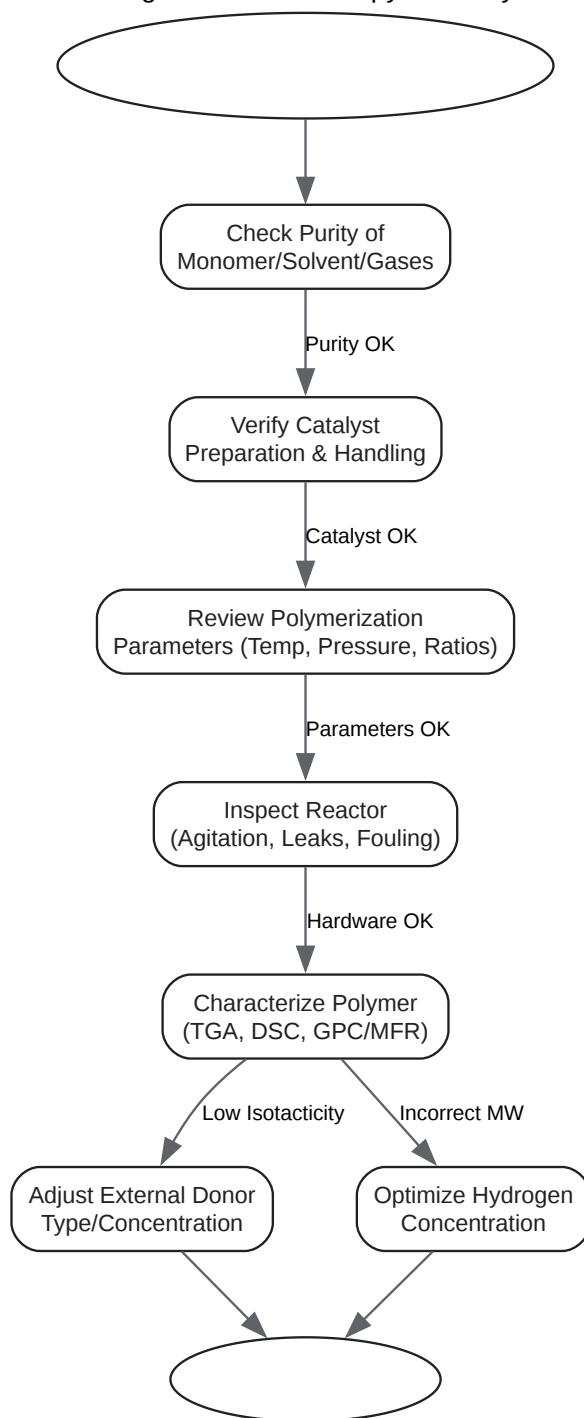 Check Purity of
Monomer/Solvent/Gases
Purity OK
Verify Catalyst
Preparation & Handling
Catalyst OK
Review Polymerization
Parameters (Temp, Pressure, Ratios)
Parameters OK
Inspect Reactor
(Agitation, Leaks, Fouling)
Hardware OK
Characterize Polymer
(TGA, DSC, GPC/MFR)
Low Isotacticity
Incorrect MW
Adjust External Donor
Type/Concentration
Optimize Hydrogen
Concentration